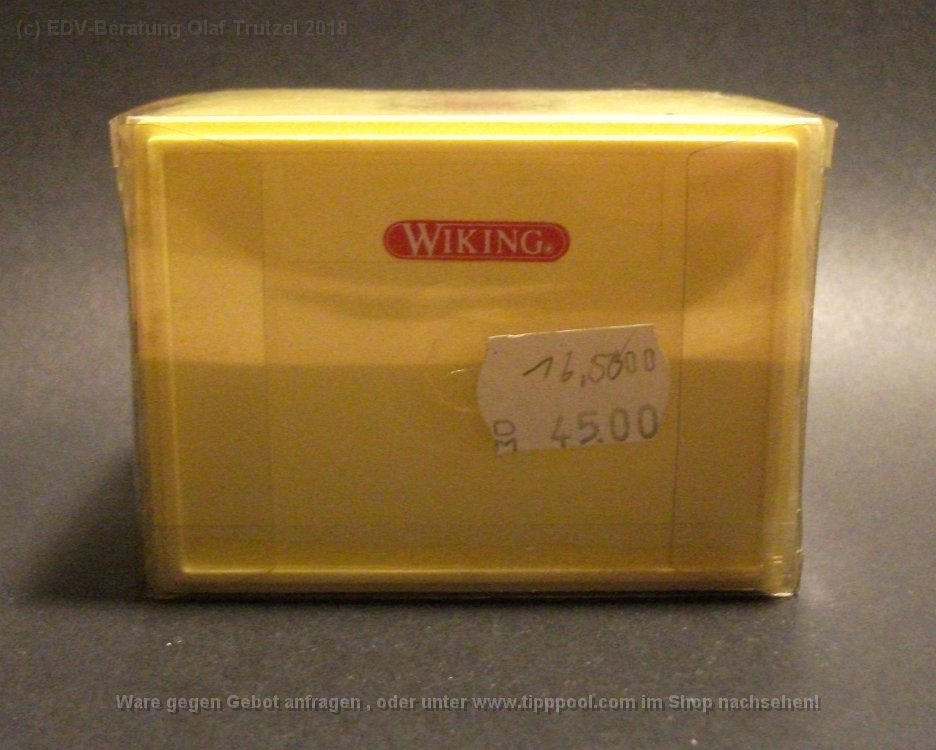 (c) EDV-Beratung Olaf Trutzel 2018
WIKING®
16,50
DM 45.00
Ware gegen Gebot anfragen , oder unter www.tipppool.com im Shop nachsehen!